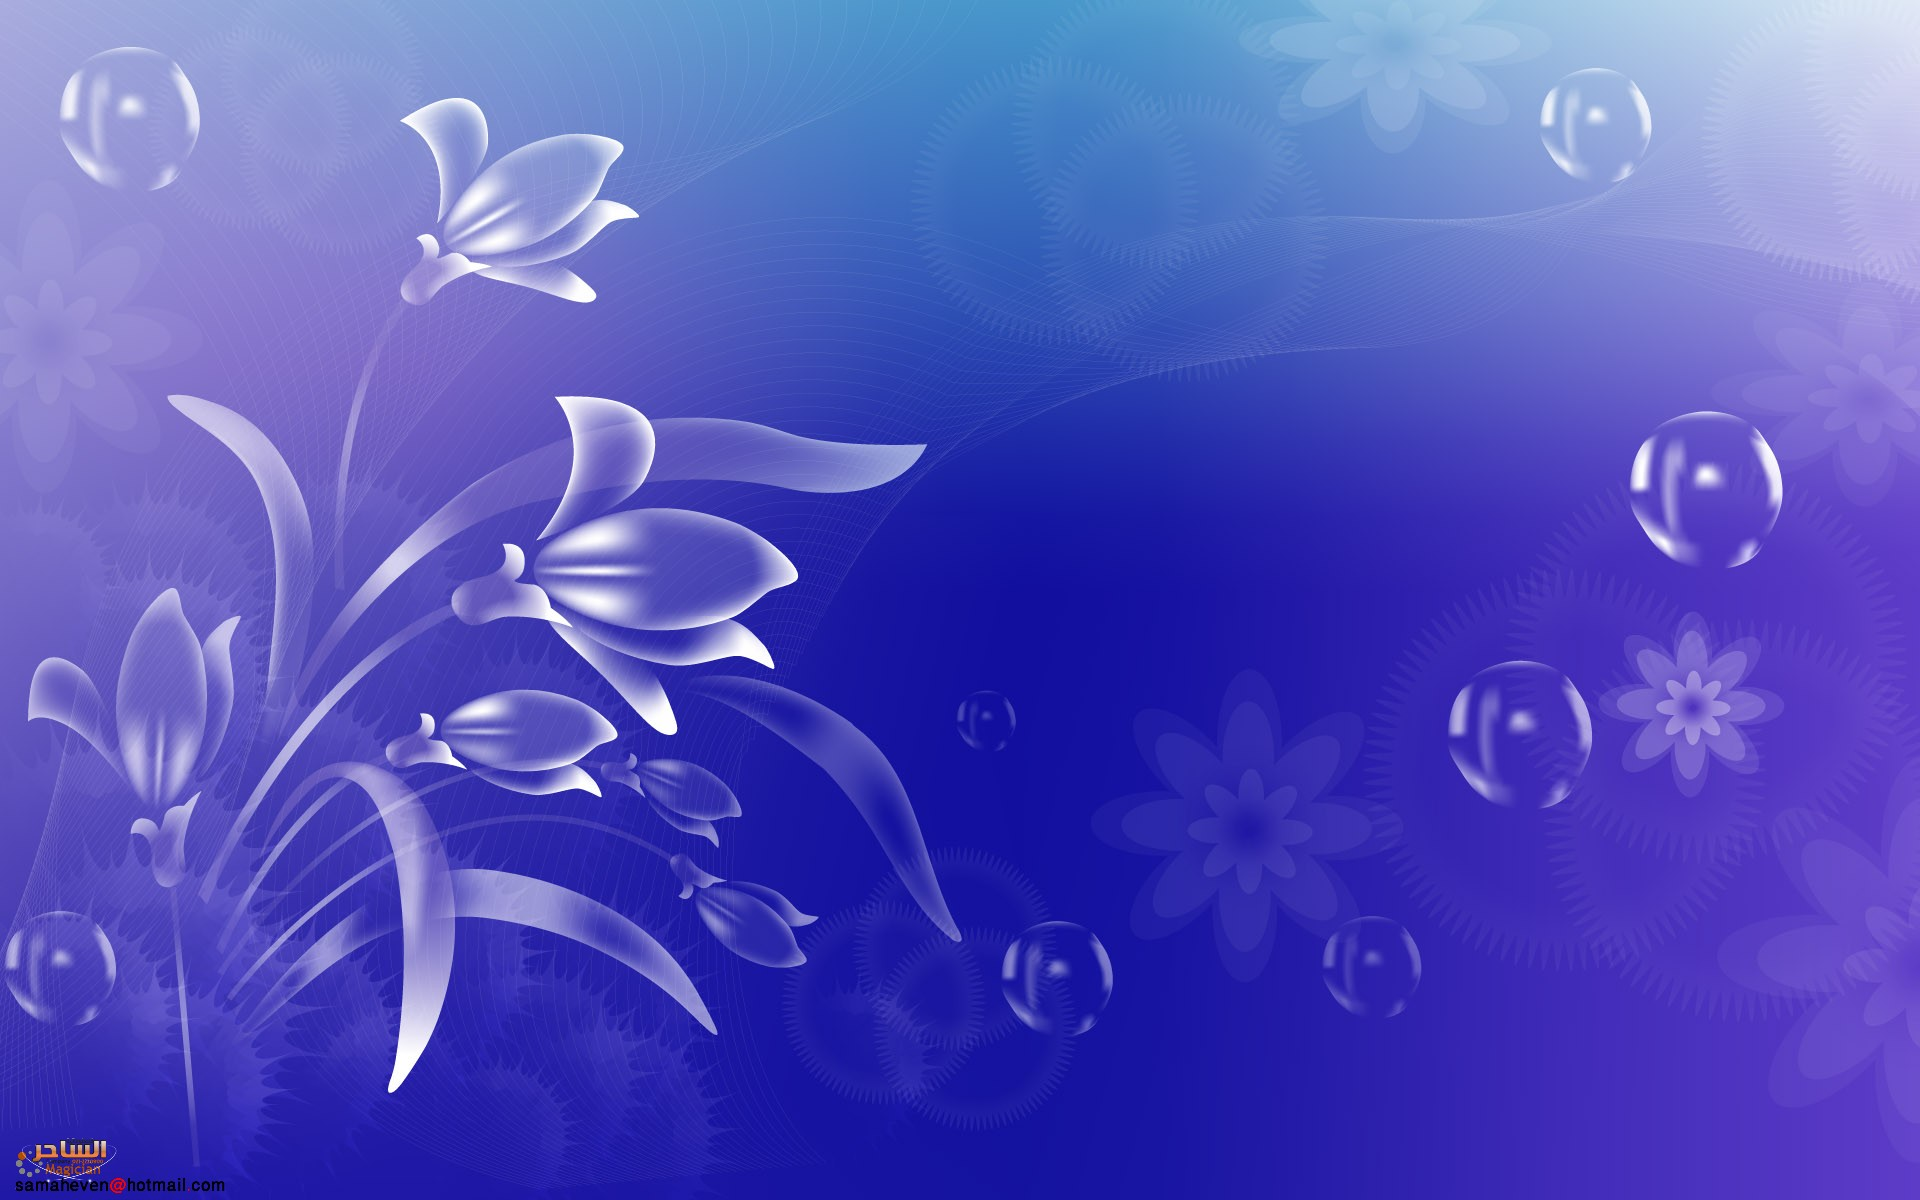 الساحر
Magician
samaheven@hotmail.com